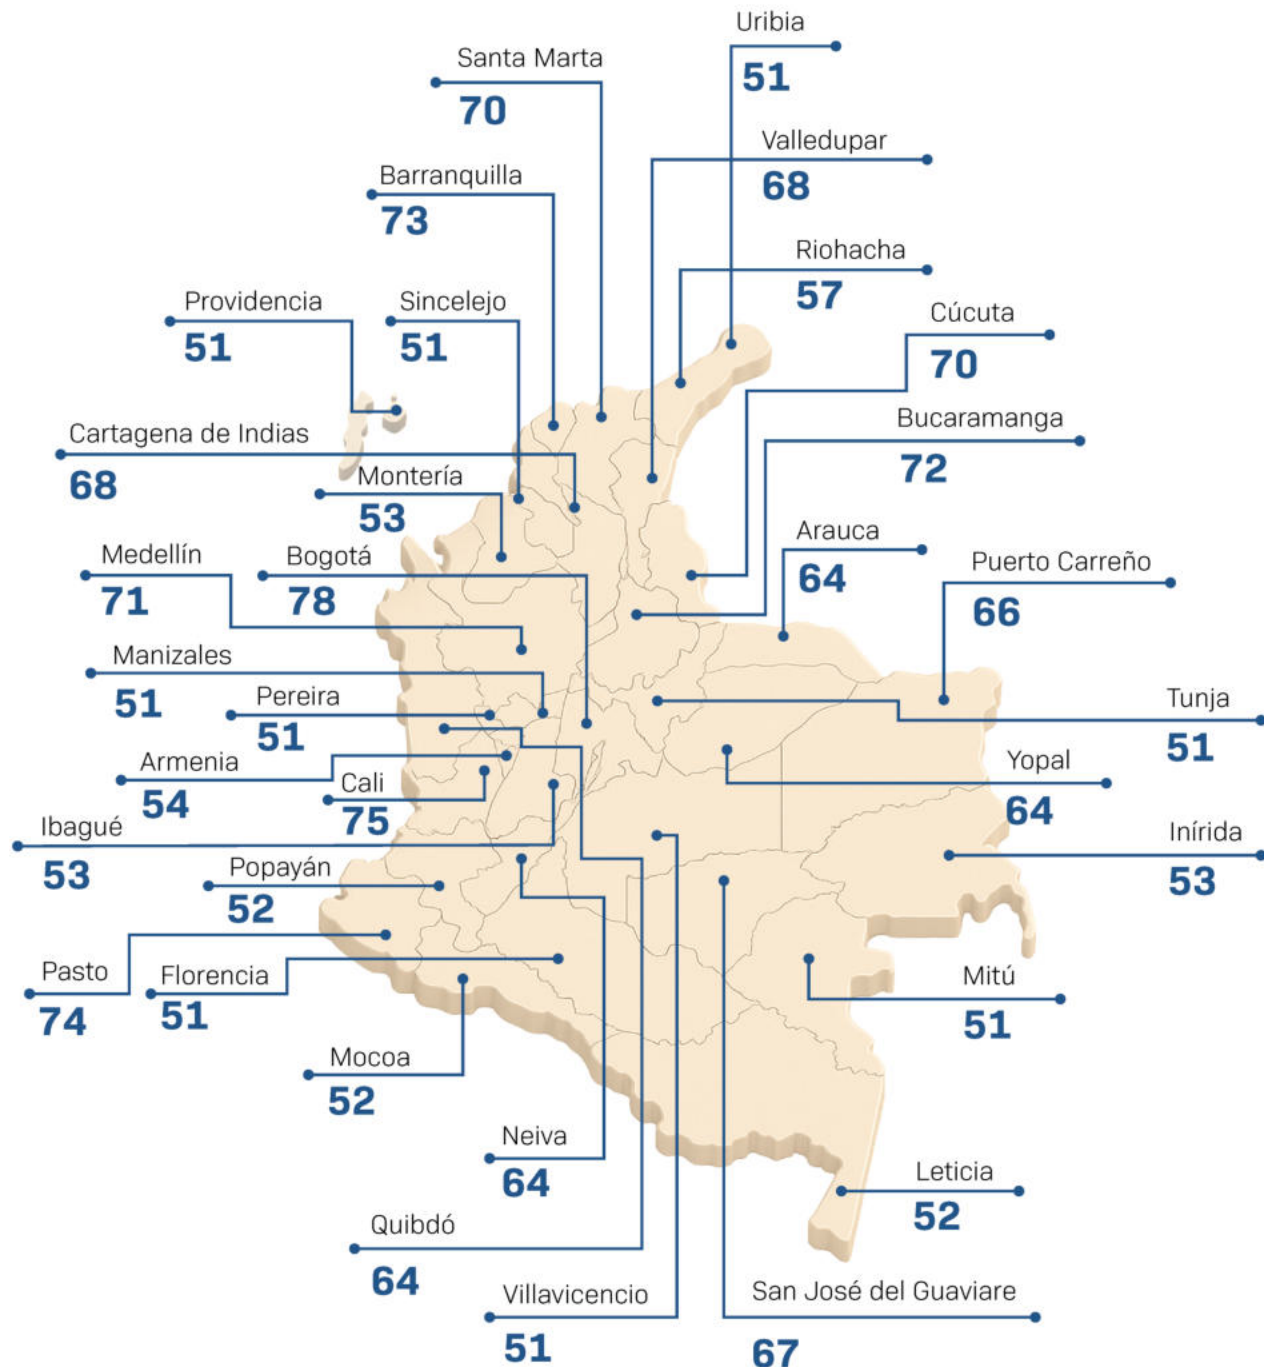 Uribia
51
Santa Marta
70
Valledupar
68
Barranquilla
73
Riohacha
57
Providencia
51
Sincelejo
51
Cúcuta
70
Cartagena de Indias
68
Bucaramanga
72
Montería
53
Arauca
64
Medellín
71
Bogotá
78
Puerto Carreño
66
Manizales
51
Pereira
51
Tunja
51
Armenia
54
Cali
75
Yopal
64
Ibagué
53
Inírida
53
Popayán
52
Pasto
74
Florencia
51
Mitú
51
Mocoa
52
Neiva
64
Leticia
52
Quibdó
64
Villavicencio
51
San José del Guaviare
67